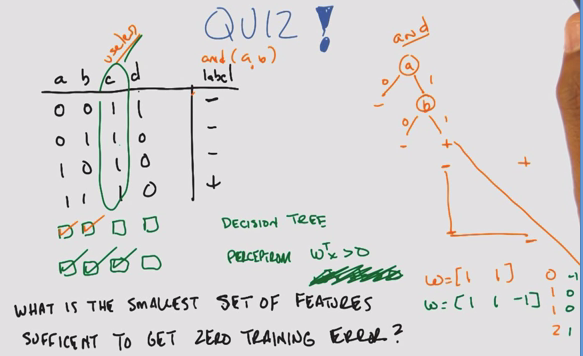 QUIZ!
useless
and(a,b)
a b c d label
0 0 1 1 -
0 1 1 0 -
1 0 1 0 -
1 1 1 0 +
DECISION TREE
PERCEPTRON wᵀx>0
WHAT IS THE SMALLEST SET OF FEATURES
SUFFICENT TO GET ZERO TRAINING ERROR?
and
a
0 1
- b
0 1
- +
- +
-
w=[1 1] 0 -1
w=[1 1 -1] 1 0
1 0
2 1